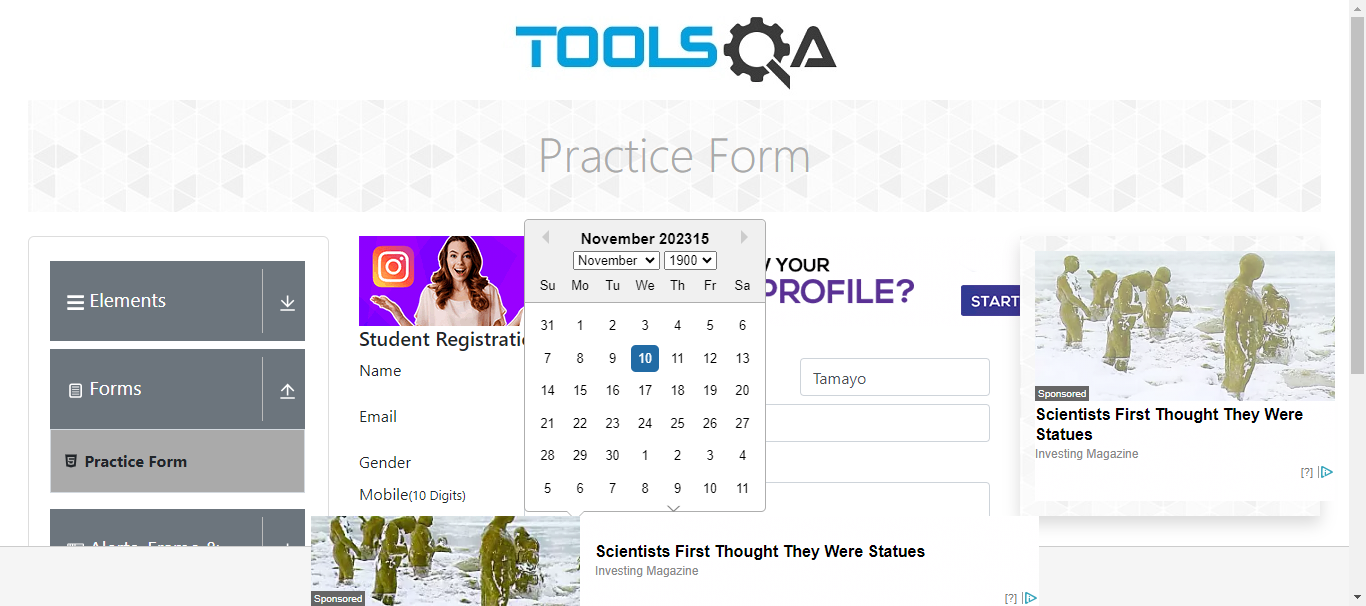 TOOLSQA
Practice Form
Elements
Forms
Practice Form
November 202315
November 1900
Su Mo Tu We Th Fr Sa
31 1 2 3 4 5 6
7 8 9 10 11 12 13
14 15 16 17 18 19 20
21 22 23 24 25 26 27
28 29 30 1 2 3 4
5 6 7 8 9 10 11
YOUR
PROFILE?
START
Student Registrati
Name
Tamayo
Email
Gender
Mobile(10 Digits)
Sponsored
Scientists First Thought They Were
Statues
Investing Magazine
[?]
Alerts, Frame &
Sponsored
Scientists First Thought They Were Statues
Investing Magazine
[?]